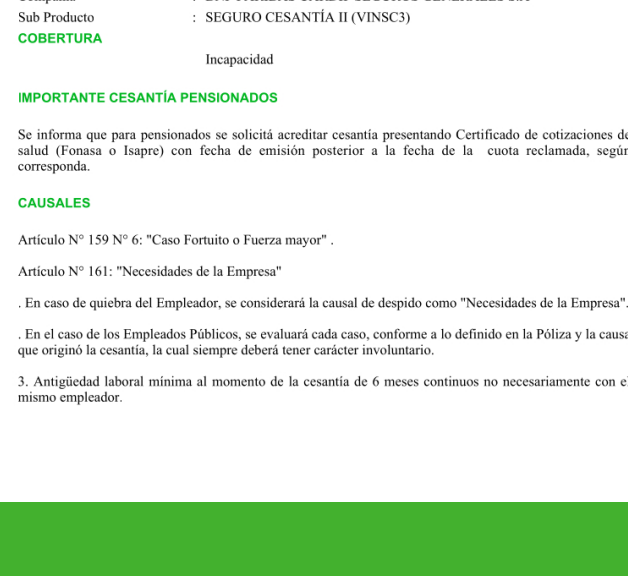 Sub Producto : SEGURO CESANTÍA II (VINSC3)
COBERTURA
Incapacidad
IMPORTANTE CESANTÍA PENSIONADOS
Se informa que para pensionados se solicitá acreditar cesantía presentando Certificado de cotizaciones de
salud (Fonasa o Isapre) con fecha de emisión posterior a la fecha de la cuota reclamada, según
corresponda.
CAUSALES
Artículo N° 159 N° 6: "Caso Fortuito o Fuerza mayor" .
Artículo N° 161: "Necesidades de la Empresa"
. En caso de quiebra del Empleador, se considerará la causal de despido como "Necesidades de la Empresa".
. En el caso de los Empleados Públicos, se evaluará cada caso, conforme a lo definido en la Póliza y la causa
que originó la cesantía, la cual siempre deberá tener carácter involuntario.
3. Antigüedad laboral mínima al momento de la cesantía de 6 meses continuos no necesariamente con el
mismo empleador.